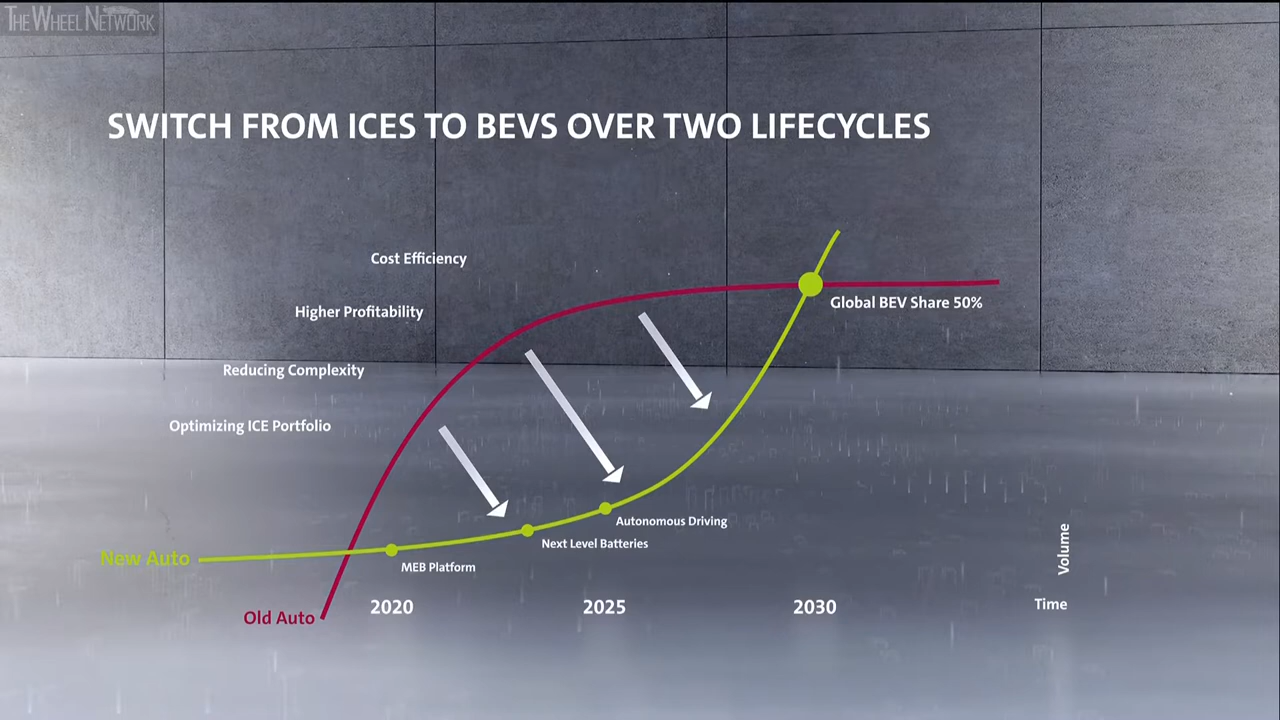 THE WHEEL NETWORK
SWITCH FROM ICES TO BEVS OVER TWO LIFECYCLES
Cost Efficiency
Higher Profitability
Global BEV Share 50%
Reducing Complexity
Optimizing ICE Portfolio
Autonomous Driving
Next Level Batteries
New Auto
MEB Platform
Volume
Old Auto
2020
2025
2030
Time